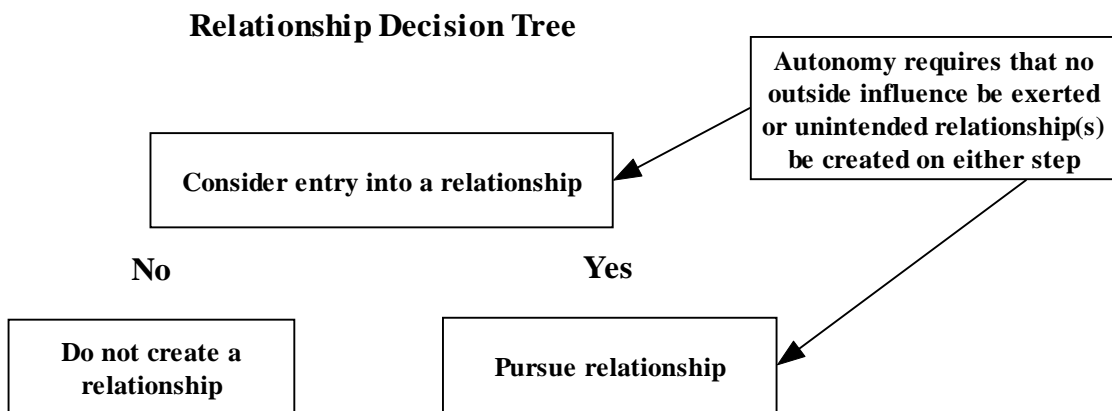 Relationship Decision Tree
Autonomy requires that no
outside influence be exerted
or unintended relationship(s)
be created on either step
Consider entry into a relationship
No
Yes
Do not create a
relationship
Pursue relationship